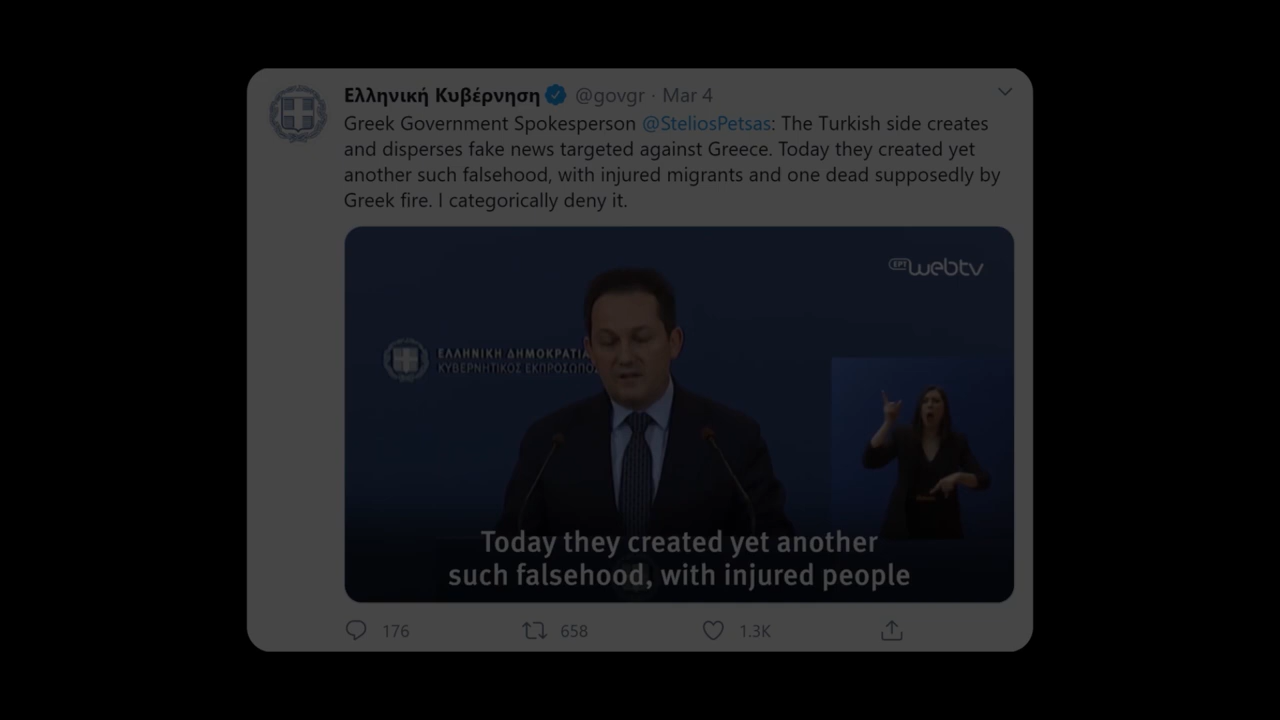 Ελληνική Κυβέρνηση @govgr · Mar 4
Greek Government Spokesperson @SteliosPetsas: The Turkish side creates
and disperses fake news targeted against Greece. Today they created yet
another such falsehood, with injured migrants and one dead supposedly by
Greek fire. I categorically deny it.
ΕΡΤ webtv
ΕΛΛΗΝΙΚΗ ΔΗΜΟΚΡΑΤΙΑ
ΚΥΒΕΡΝΗΤΙΚΟΣ ΕΚΠΡΟΣΩΠΟΣ
Today they created yet another
such falsehood, with injured people
176 658 1.3K